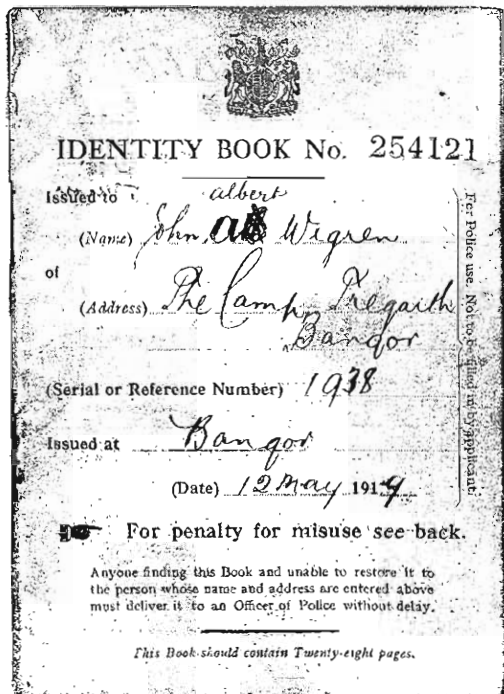 IDENTITY BOOK No. 254121
Issued to albert
(Name) John Wigren
of
(Address) The Camp, Tregarth
Bangor
(Serial or Reference Number) 1938
Issued at Bangor
(Date) 12 May 1919
For penalty for misuse see back.
Anyone finding this Book and unable to restore it to
the person whose name and address are entered above
must deliver it to an Officer of Police without delay.
This Book should contain Twenty-eight pages.
For Police use. Not to be filled in by applicant.